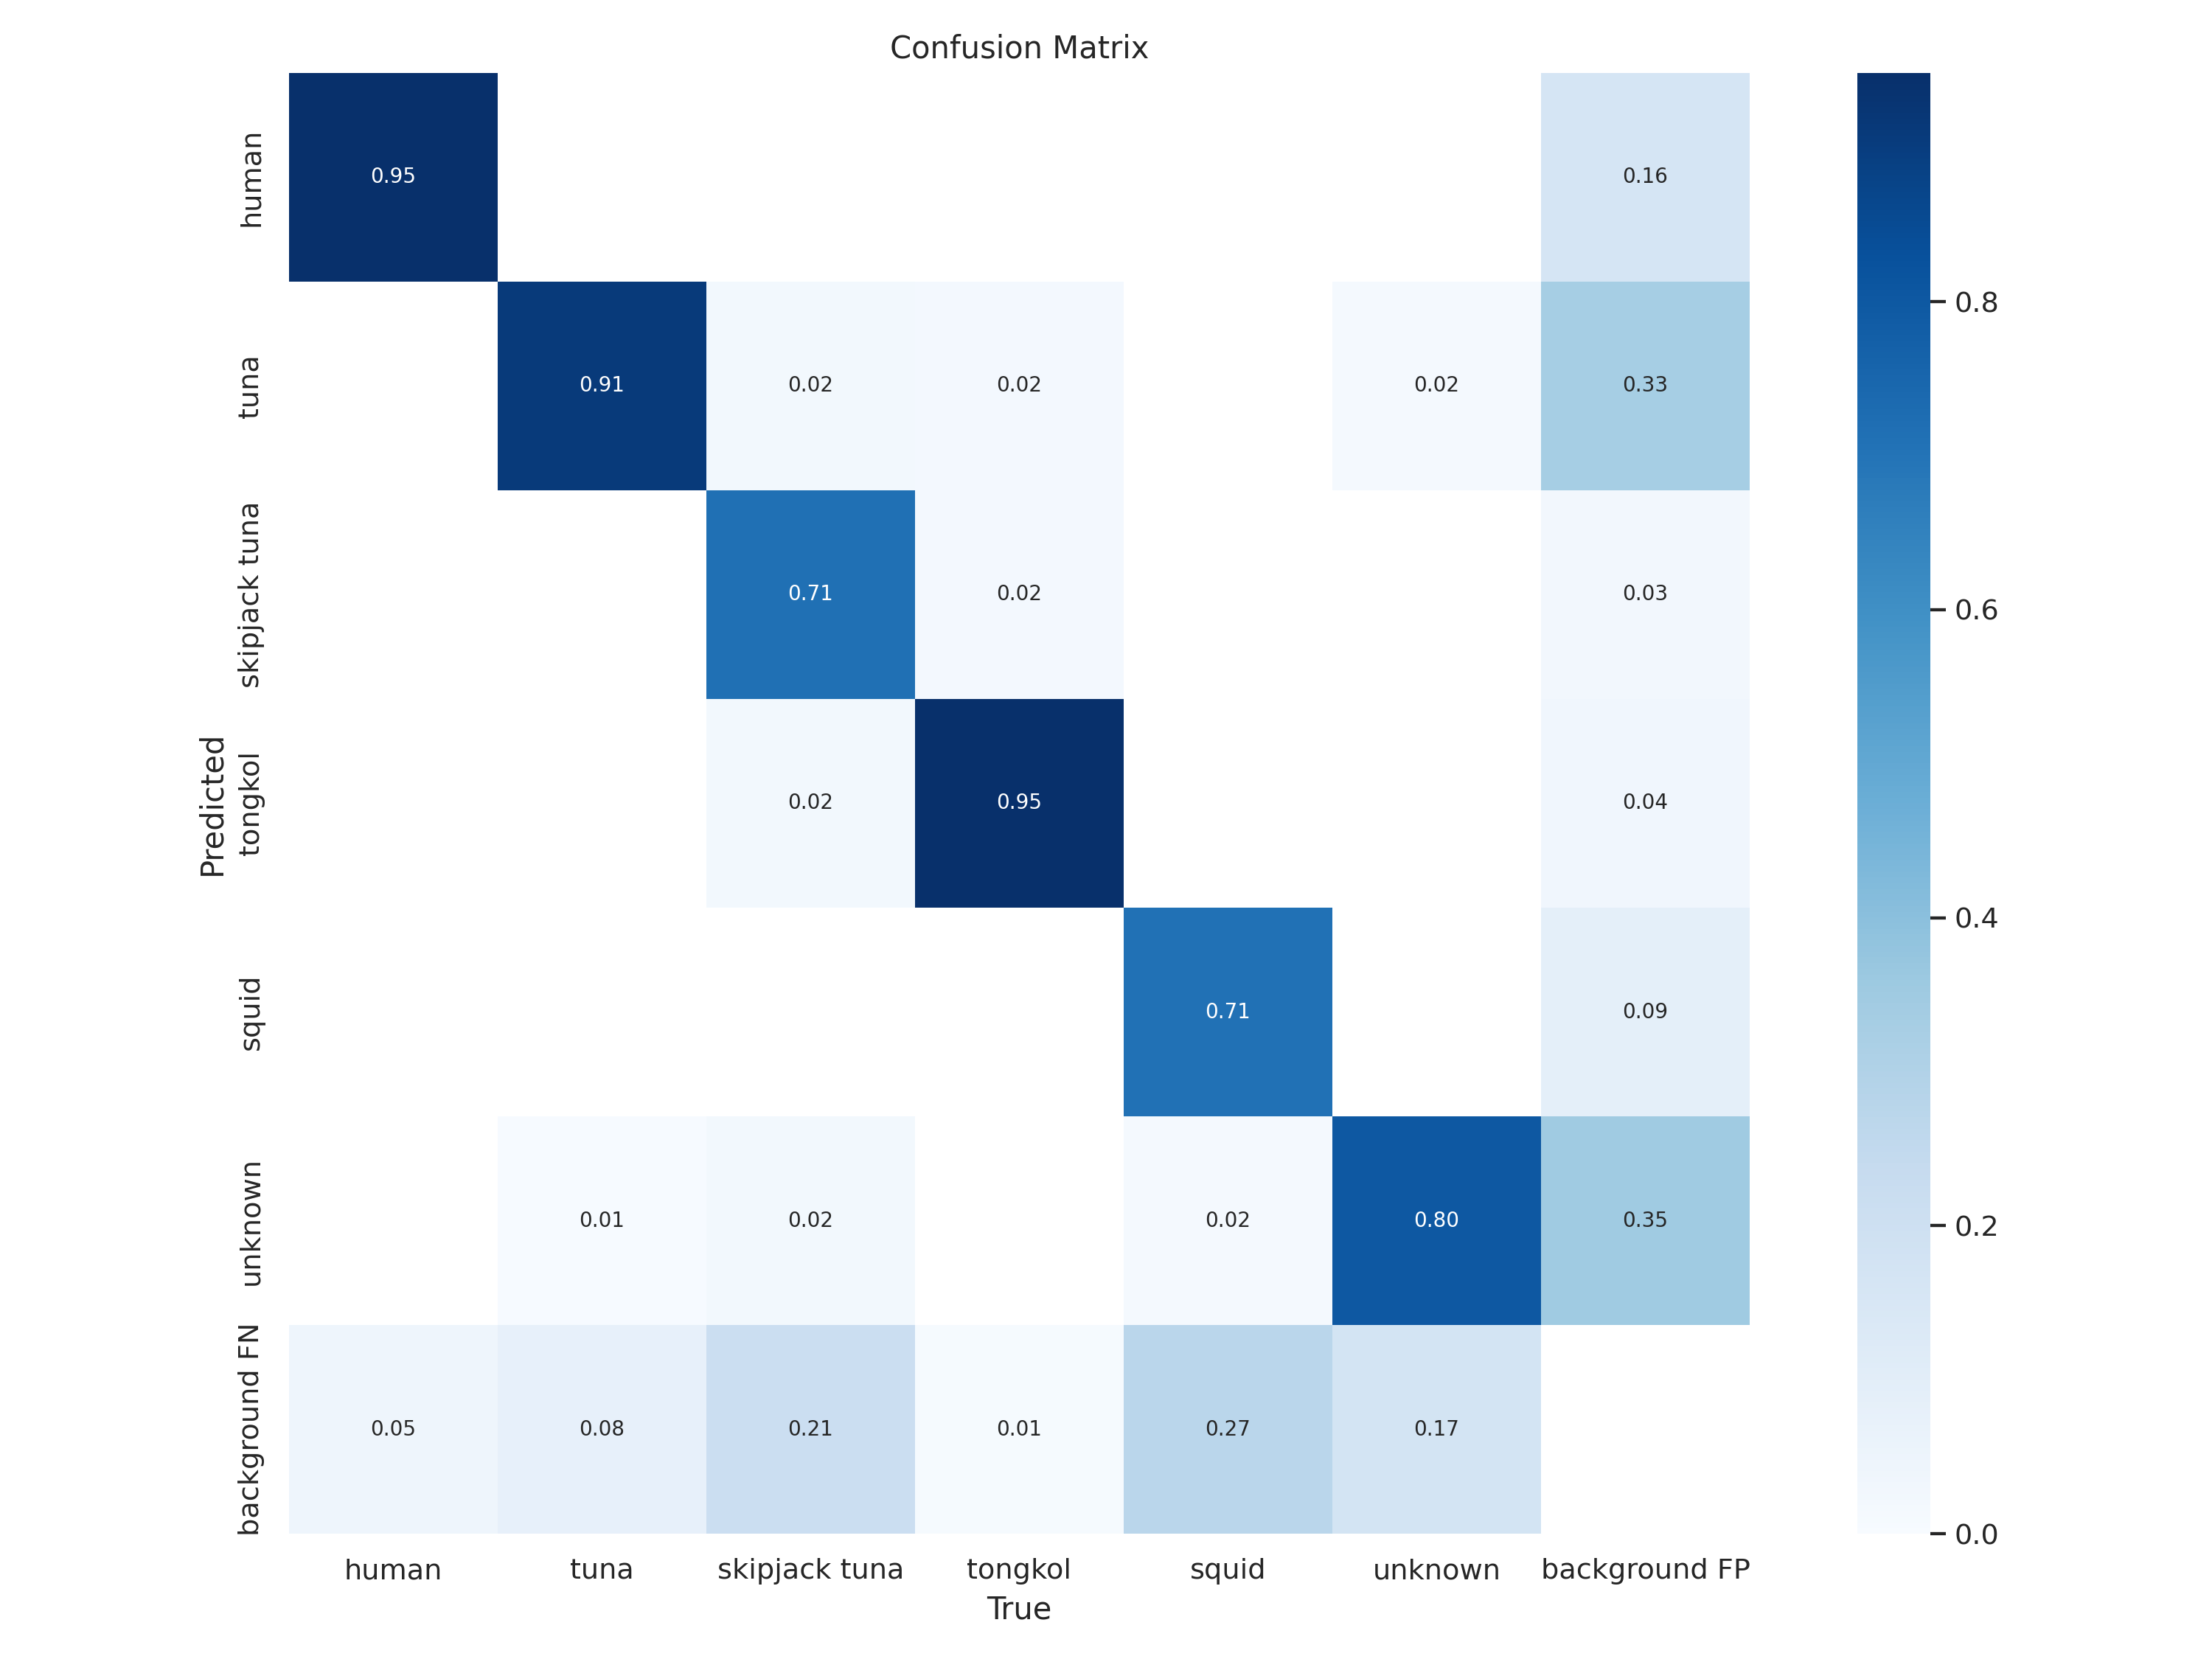 Confusion Matrix
human
0.95
0.16
tuna
0.91
0.02
0.02
0.02
0.33
skipjack tuna
0.71
0.02
0.03
Predicted
tongkol
0.02
0.95
0.04
squid
0.71
0.09
unknown
0.01
0.02
0.02
0.80
0.35
background FN
0.05
0.08
0.21
0.01
0.27
0.17
human
tuna
skipjack tuna
tongkol
squid
unknown
background FP
True
0.8
0.6
0.4
0.2
0.0